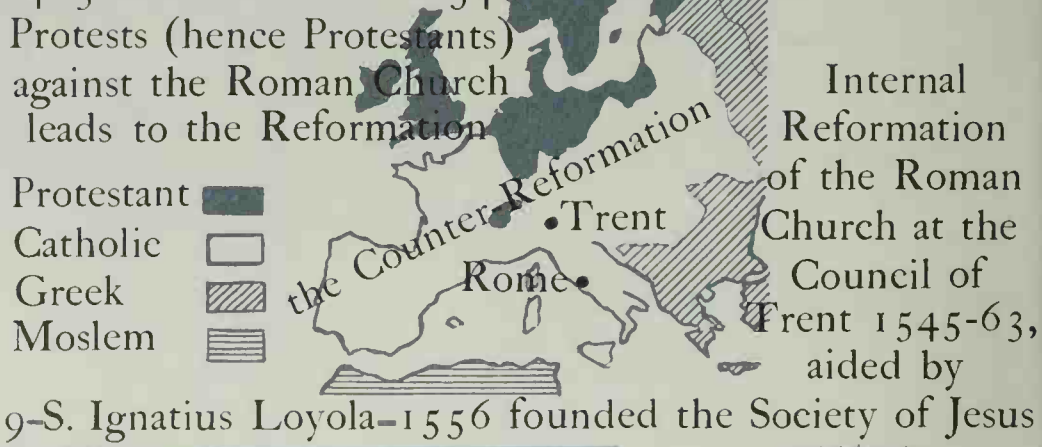 Protests (hence Protestants)
against the Roman Church
leads to the Reformation
Protestant
Catholic
Greek
Moslem
the Counter-Reformation
Trent
Rome
Internal
Reformation
of the Roman
Church at the
Council of
Trent 1545-63,
aided by
9-S. Ignatius Loyola-1556 founded the Society of Jesus